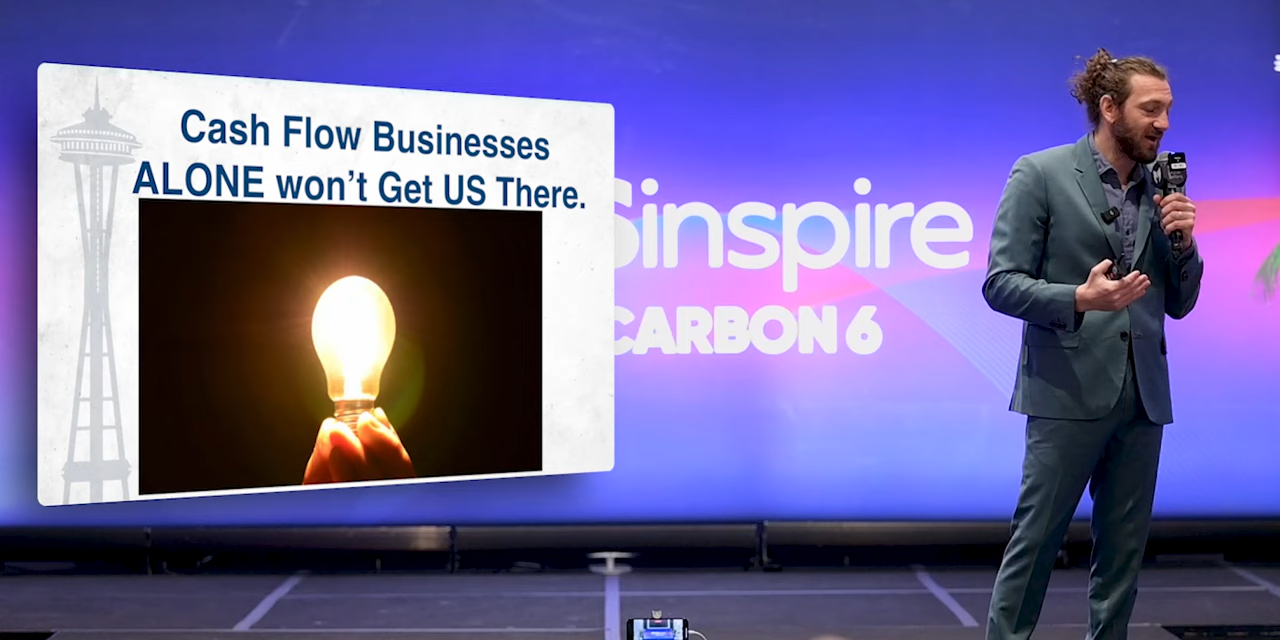 Cash Flow Businesses
ALONE won't Get US There.
Sinspire
CARBON 6